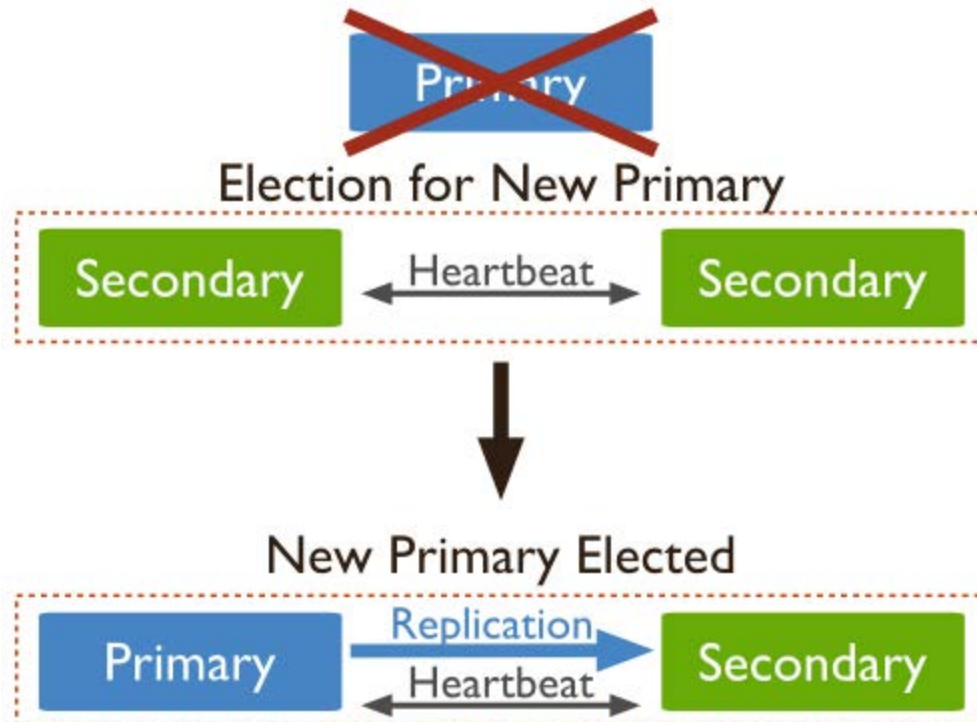 Primary
Election for New Primary
Secondary
Heartbeat
Secondary
New Primary Elected
Primary
Replication
Heartbeat
Secondary